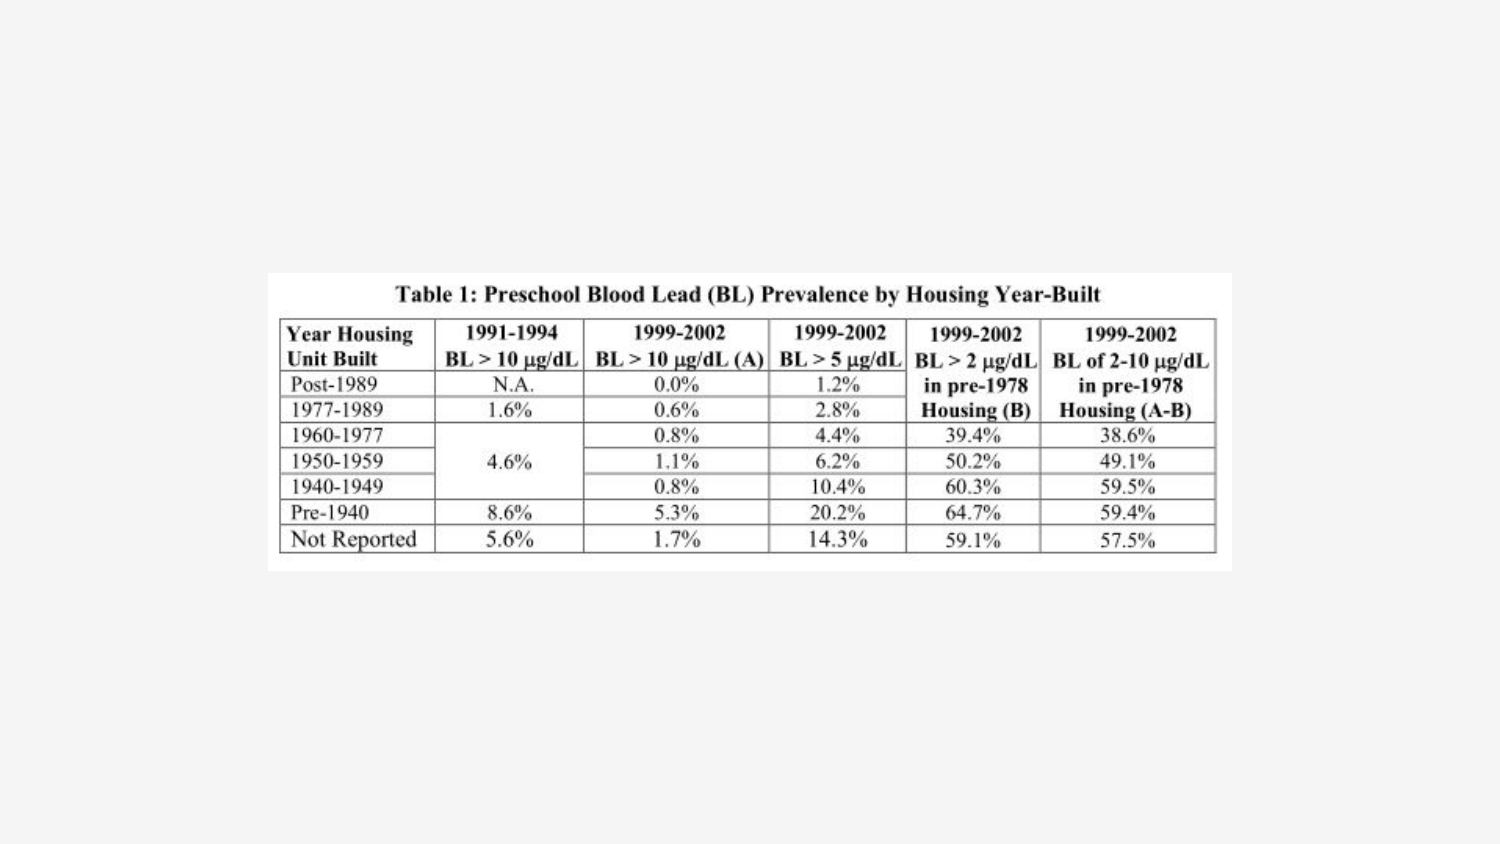 Table 1: Preschool Blood Lead (BL) Prevalence by Housing Year-Built
Year Housing Unit Built | 1991-1994 BL > 10 μg/dL | 1999-2002 BL > 10 μg/dL (A) | 1999-2002 BL > 5 μg/dL | 1999-2002 BL > 2 μg/dL in pre-1978 Housing (B) | 1999-2002 BL of 2-10 μg/dL in pre-1978 Housing (A-B)
Post-1989 N.A. 0.0% 1.2%
1977-1989 1.6% 0.6% 2.8%
1960-1977 0.8% 4.4% 39.4% 38.6%
1950-1959 4.6% 1.1% 6.2% 50.2% 49.1%
1940-1949 0.8% 10.4% 60.3% 59.5%
Pre-1940 8.6% 5.3% 20.2% 64.7% 59.4%
Not Reported 5.6% 1.7% 14.3% 59.1% 57.5%